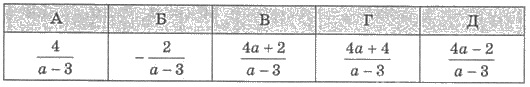 А Б В Г Д
4/(a − 3) −2/(a − 3) (4a + 2)/(a − 3) (4a + 4)/(a − 3) (4a − 2)/(a − 3)